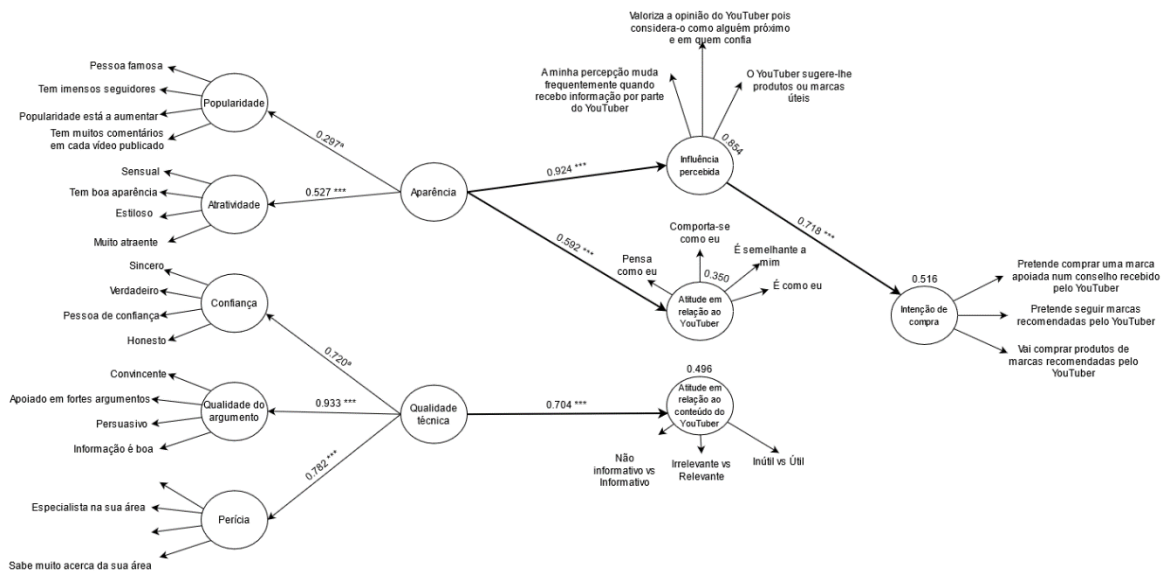 Valoriza a opinião do YouTuber pois
considera-o como alguém próximo
e em quem confia
A minha percepção muda
frequentemente quando
recebo informação por parte
do YouTuber
O YouTuber sugere-lhe
produtos ou marcas
úteis
Pessoa famosa
Tem imensos seguidores
Popularidade está a aumentar
Tem muitos comentários
em cada vídeo publicado
Popularidade
0.297ª
Sensual
Tem boa aparência
Estiloso
Muito atraente
Atratividade
0.527 ***
Aparência
0.924 ***
Influência
percebida
0.854
0.592 ***
0.718 ***
Comporta-se
como eu
Pensa
como eu
É semelhante a
mim
É como eu
0.350
Atitude em
relação ao
YouTuber
0.516
Intenção de
compra
Pretende comprar uma marca
apoiada num conselho recebido
pelo YouTuber
Pretende seguir marcas
recomendadas pelo YouTuber
Vai comprar produtos de
marcas recomendadas pelo
YouTuber
Sincero
Verdadeiro
Pessoa de confiança
Honesto
Confiança
0.720ª
Convincente
Apoiado em fortes argumentos
Persuasivo
Informação é boa
Qualidade do
argumento
0.933 ***
Qualidade
técnica
0.704 ***
0.496
Atitude em
relação ao
conteúdo do
YouTuber
Não
informativo vs
Informativo
Irrelevante vs
Relevante
Inútil vs Útil
0.782 ***
Especialista na sua área
Sabe muito acerca da sua área
Perícia